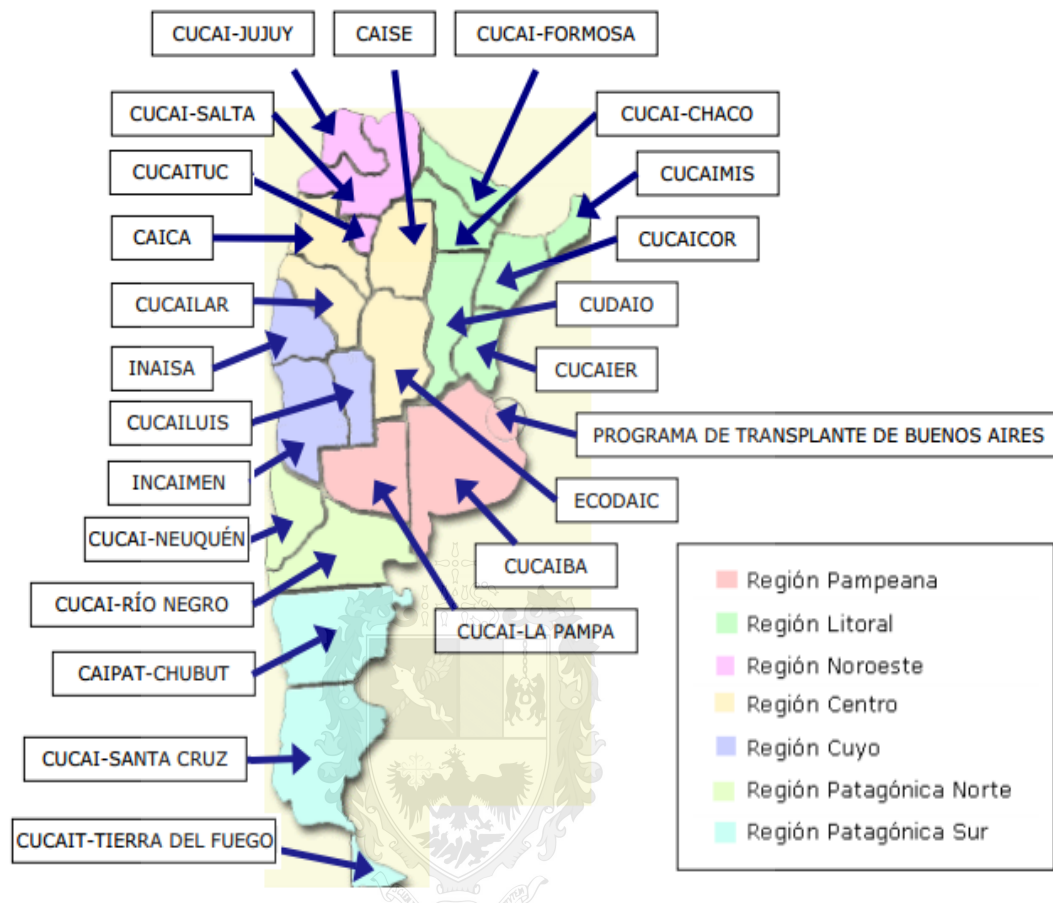 CUCAI-JUJUY
CAISE
CUCAI-FORMOSA
CUCAI-SALTA
CUCAI-CHACO
CUCAITUC
CUCAIMIS
CAICA
CUCAICOR
CUCAILAR
CUDAIO
INAISA
CUCAIER
CUCAILUIS
PROGRAMA DE TRANSPLANTE DE BUENOS AIRES
INCAIMEN
ECODAIC
CUCAI-NEUQUÉN
CUCAIBA
CUCAI-RÍO NEGRO
CUCAI-LA PAMPA
CAIPAT-CHUBUT
CUCAI-SANTA CRUZ
CUCAIT-TIERRA DEL FUEGO
Región Pampeana
Región Litoral
Región Noroeste
Región Centro
Región Cuyo
Región Patagónica Norte
Región Patagónica Sur